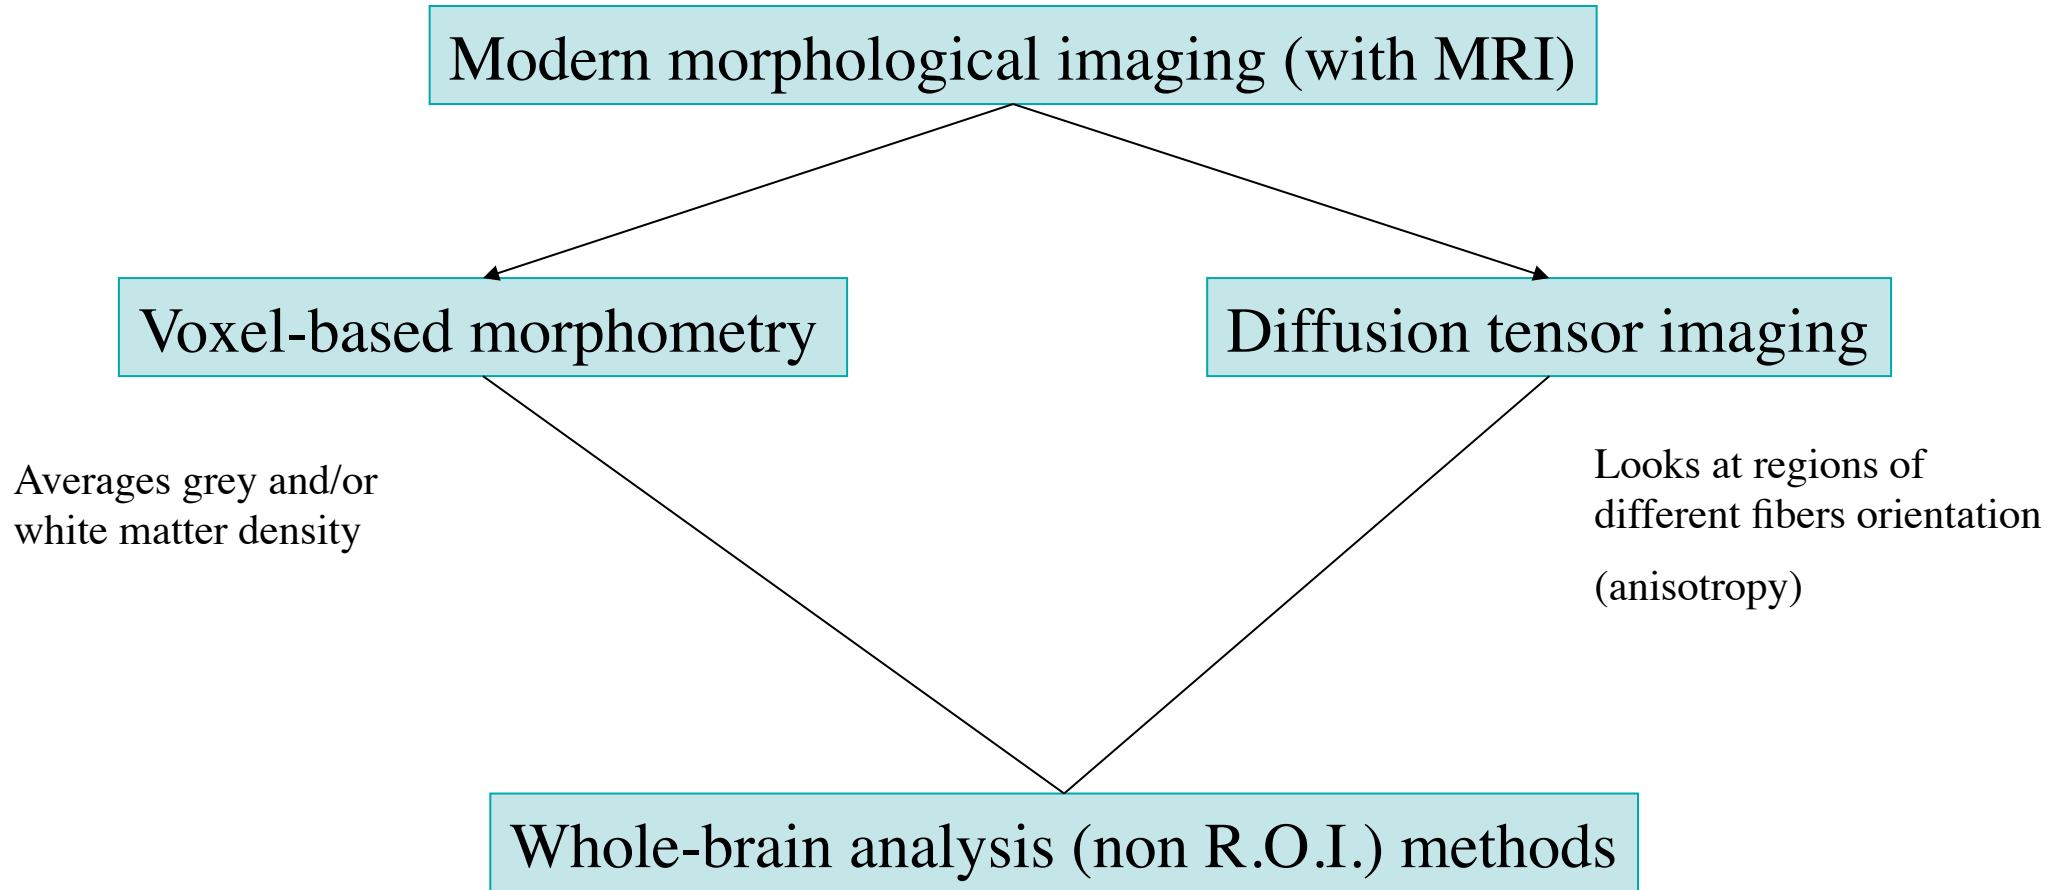 Modern morphological imaging (with MRI)
Voxel-based morphometry
Diffusion tensor imaging
Averages grey and/or
white matter density
Looks at regions of
different fibers orientation
(anisotropy)
Whole-brain analysis (non R.O.I.) methods